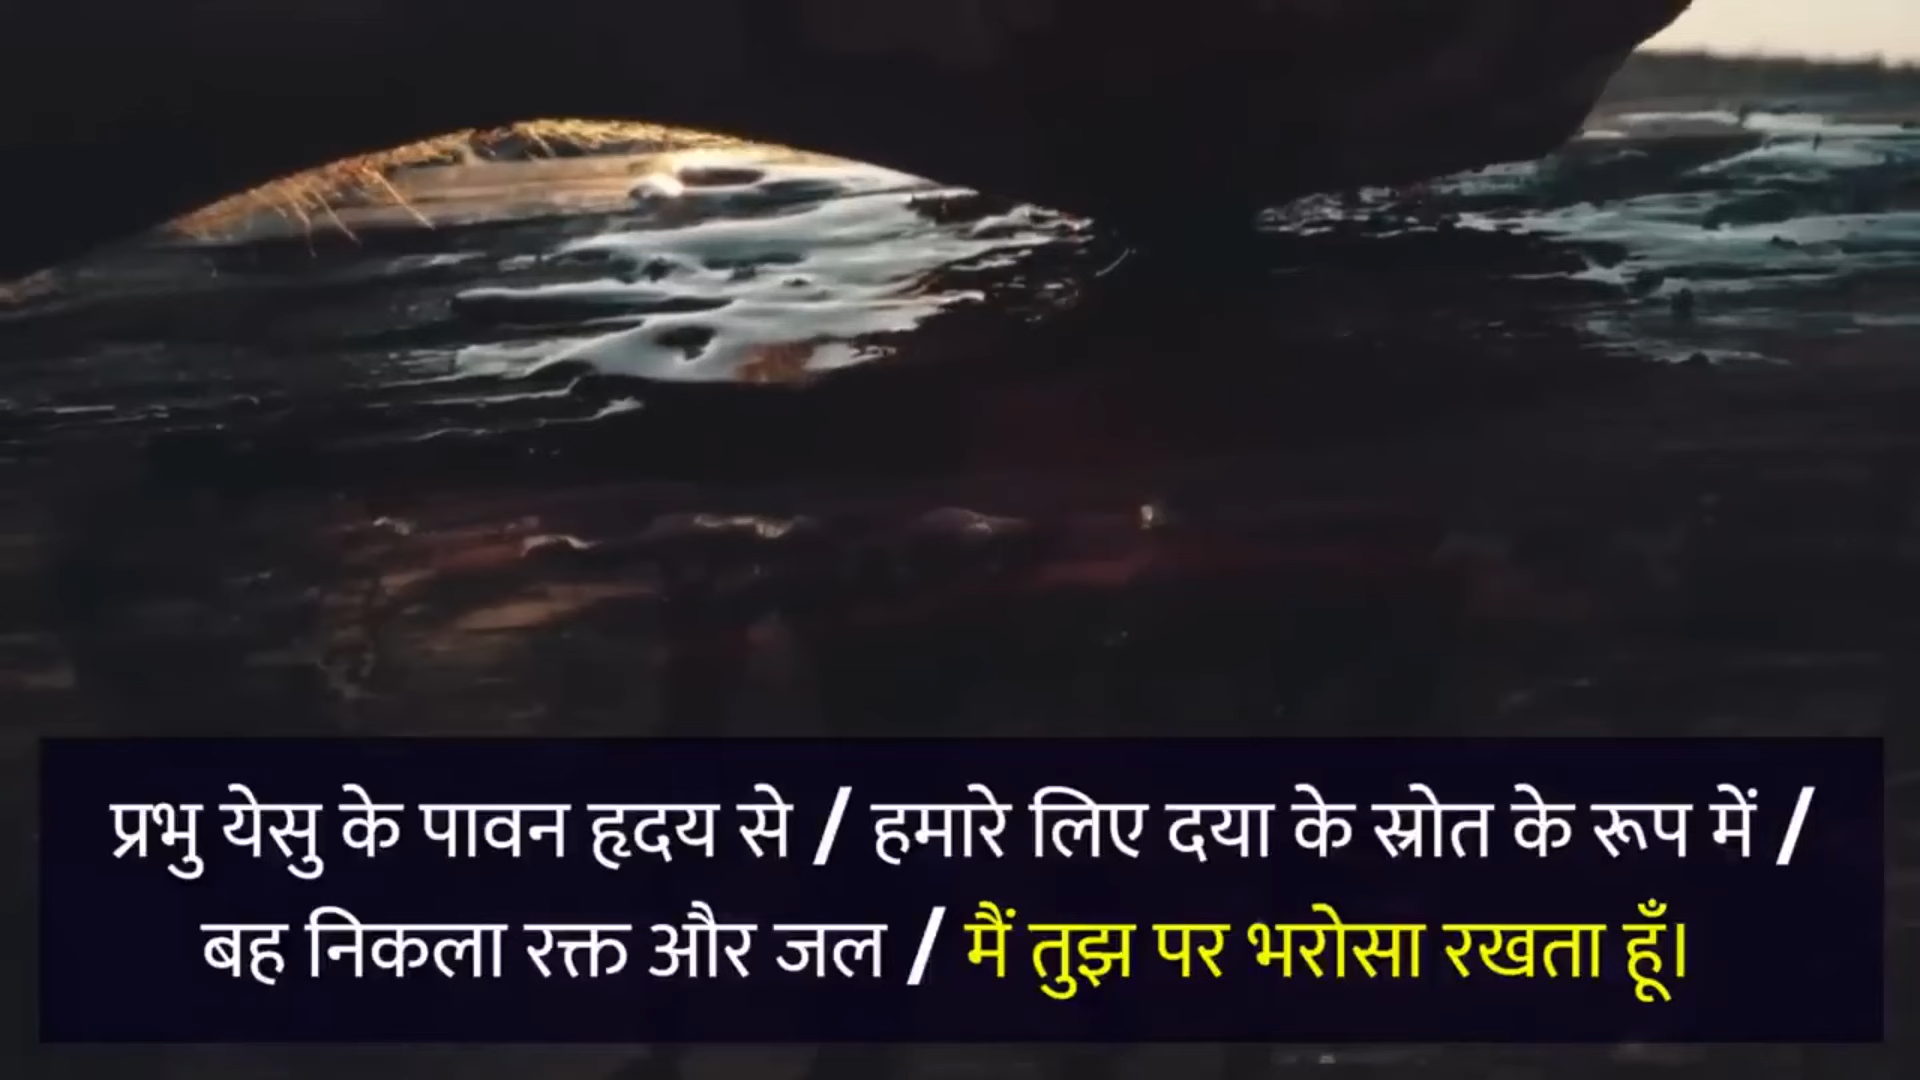 प्रभु येसु के पावन हृदय से / हमारे लिए दया के स्रोत के रूप में /
बह निकला रक्त और जल / मैं तुझ पर भरोसा रखता हूँ।